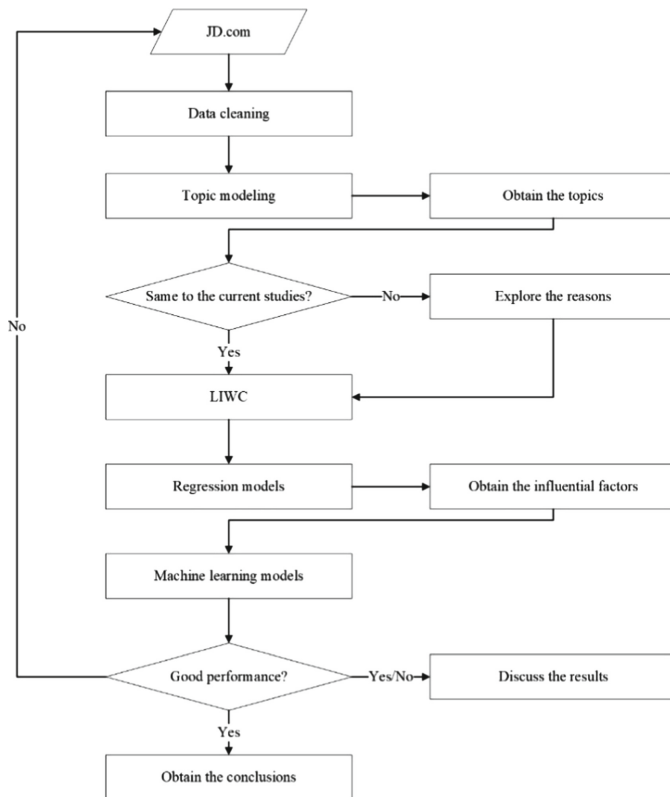 JD.com
Data cleaning
Topic modeling
Obtain the topics
Same to the current studies?
No
Explore the reasons
No
Yes
LIWC
Regression models
Obtain the influential factors
Machine learning models
Good performance?
Yes/No
Discuss the results
Yes
Obtain the conclusions